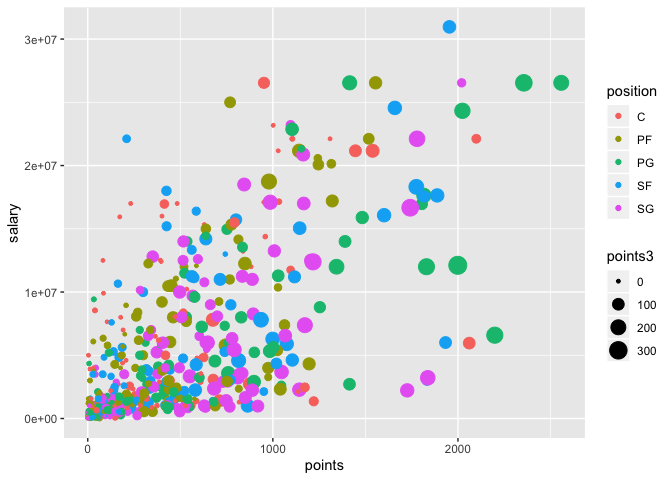 3e+07
2e+07
1e+07
0e+00
salary
0
1000
2000
points
position
C
PF
PG
SF
SG
points3
0
100
200
300